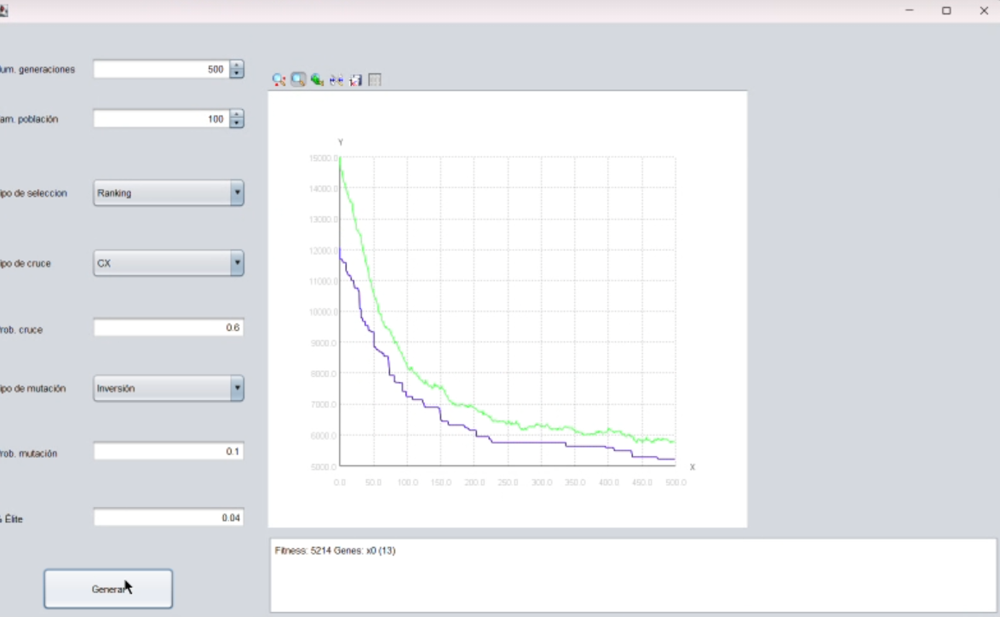 um. generaciones 500
am. población 100
ipo de seleccion Ranking
ipo de cruce CX
rob. cruce 0.6
ipo de mutación Inversión
rob. mutación 0.1
Élite 0.04
Generar
Y
15000.0
14000.0
13000.0
12000.0
11000.0
10000.0
9000.0
8000.0
7000.0
6000.0
5000.0
X
0.0 50.0 100.0 150.0 200.0 250.0 300.0 350.0 400.0 450.0 500.0
Fitness: 5214 Genes: x0 (13)